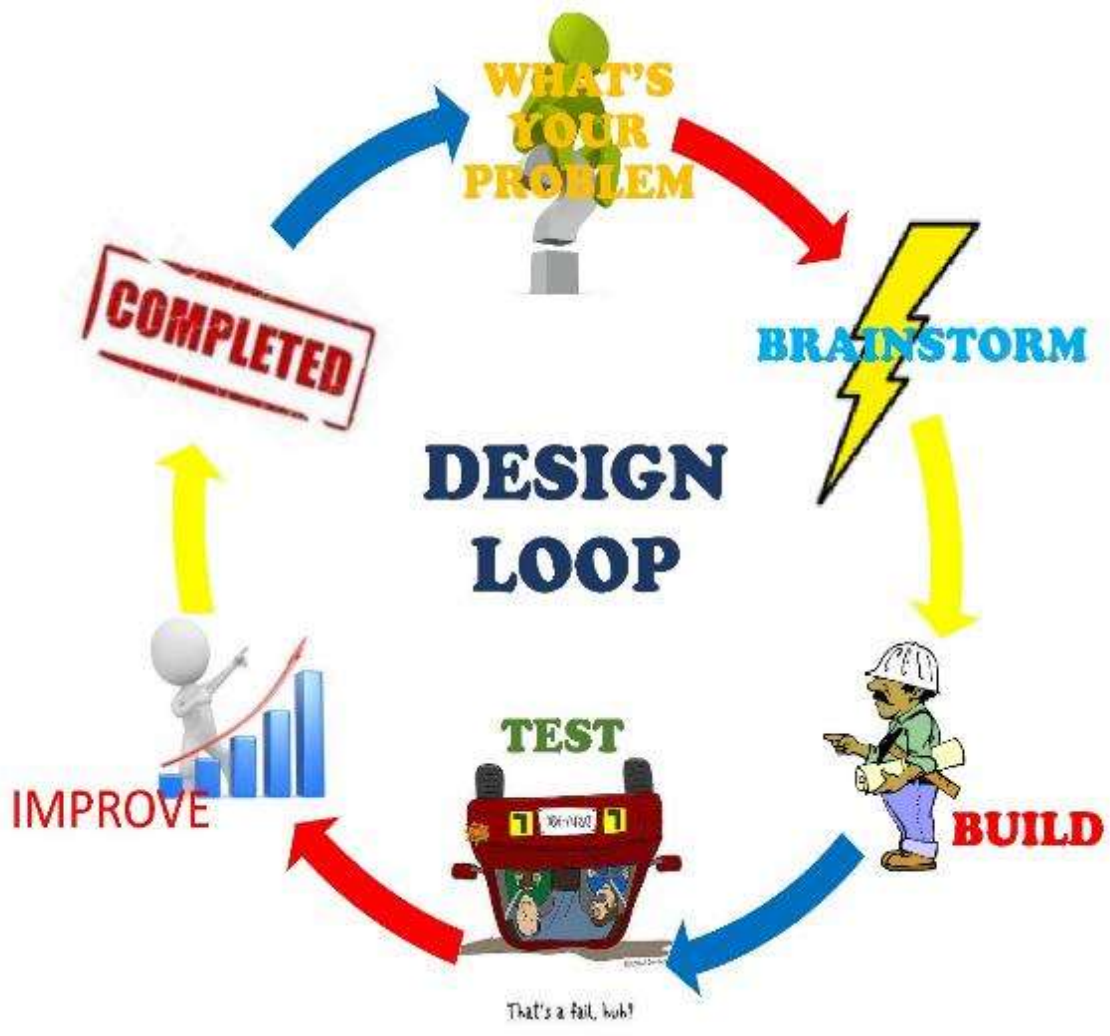 WHAT'S
YOUR
PROBLEM
BRAINSTORM
COMPLETED
DESIGN
LOOP
TEST
IMPROVE
BUILD
That's a fail, huh?